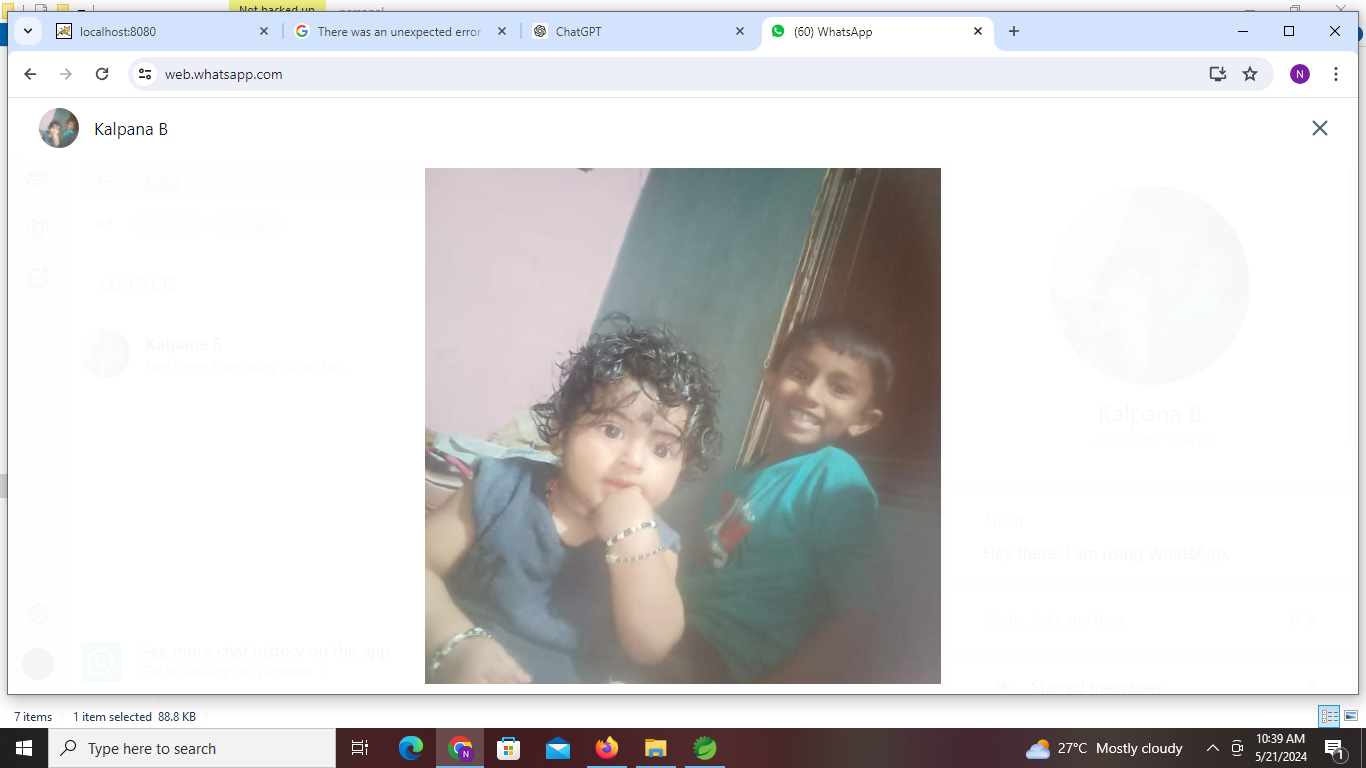 Not backed up
personal
localhost:8080
There was an unexpected error
ChatGPT
(60) WhatsApp
web.whatsapp.com
N
Kalpana B
All
Unread
Groups
CONTACTS
Kalpana B
Hey there! I am using WhatsApp.
Kalpana B
About
Hey there! I am using WhatsApp.
Media, links and docs
0
Starred messages
See more chat history on the app
Get WhatsApp for Windows
7 items
1 item selected 88.8 KB
Type here to search
N
27°C Mostly cloudy
10:39 AM
5/21/2024
1